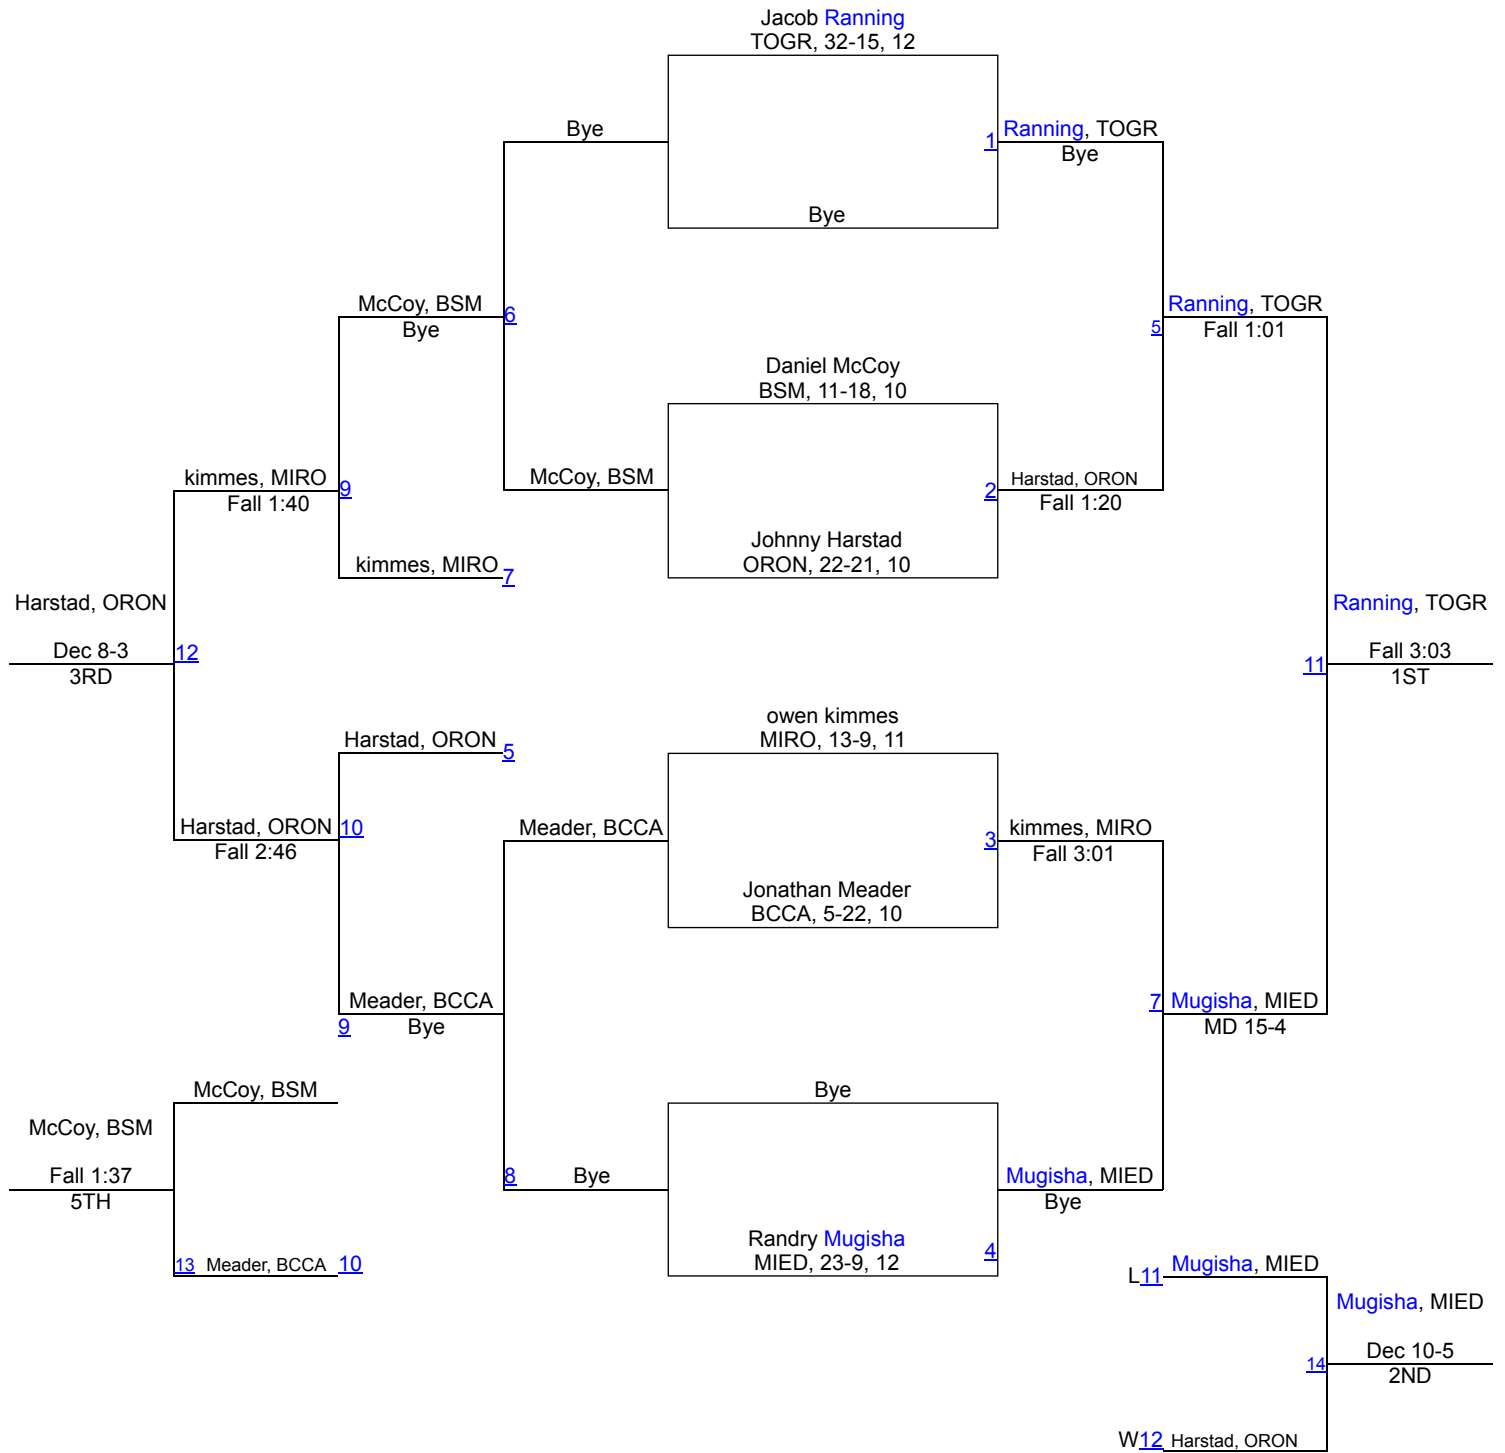 Jacob Ranning
TOGR, 32-15, 12
Bye
1
Ranning, TOGR
Bye
Bye
McCoy, BSM
Bye
6
Ranning, TOGR
5
Fall 1:01
Daniel McCoy
BSM, 11-18, 10
kimmes, MIRO
Fall 1:40
9
McCoy, BSM
2
Harstad, ORON
Fall 1:20
Johnny Harstad
ORON, 22-21, 10
kimmes, MIRO
7
Harstad, ORON
Dec 8-3
3RD
12
Ranning, TOGR
11
Fall 3:03
1ST
owen kimmes
MIRO, 13-9, 11
Harstad, ORON
5
Harstad, ORON
Fall 2:46
10
Meader, BCCA
3
kimmes, MIRO
Fall 3:01
Jonathan Meader
BCCA, 5-22, 10
Meader, BCCA
9
Bye
7
Mugisha, MIED
MD 15-4
McCoy, BSM
Bye
McCoy, BSM
Fall 1:37
5TH
8
Bye
Mugisha, MIED
Bye
Randry Mugisha
MIED, 23-9, 12
4
13
Meader, BCCA
10
L11
Mugisha, MIED
Mugisha, MIED
14
Dec 10-5
2ND
W12
Harstad, ORON